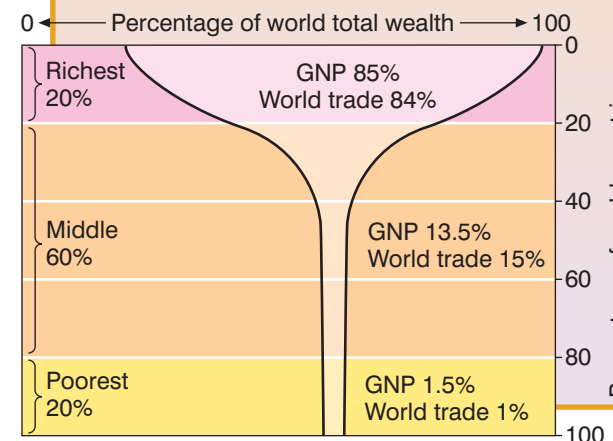 0 Percentage of world total wealth 100
0
Richest
20%
GNP 85%
World trade 84%
20
40
Middle
60%
GNP 13.5%
World trade 15%
60
80
Poorest
20%
GNP 1.5%
World trade 1%
100